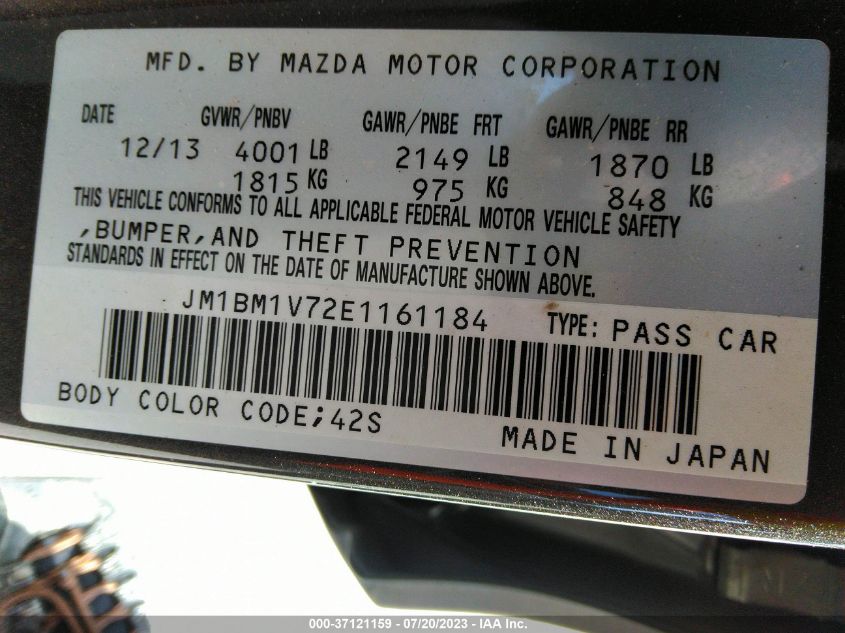 MFD. BY MAZDA MOTOR CORPORATION
DATE GVWR/PNBV GAWR/PNBE FRT GAWR/PNBE RR
12/13 4001 LB 2149 LB 1870 LB
1815 KG 975 KG 848 KG
THIS VEHICLE CONFORMS TO ALL APPLICABLE FEDERAL MOTOR VEHICLE SAFETY
,BUMPER,AND THEFT PREVENTION
STANDARDS IN EFFECT ON THE DATE OF MANUFACTURE SHOWN ABOVE.
JM1BM1V72E1161184 TYPE: PASS CAR
BODY COLOR CODE;42S
MADE IN JAPAN
000-37121159 - 07/20/2023 - IAA Inc.